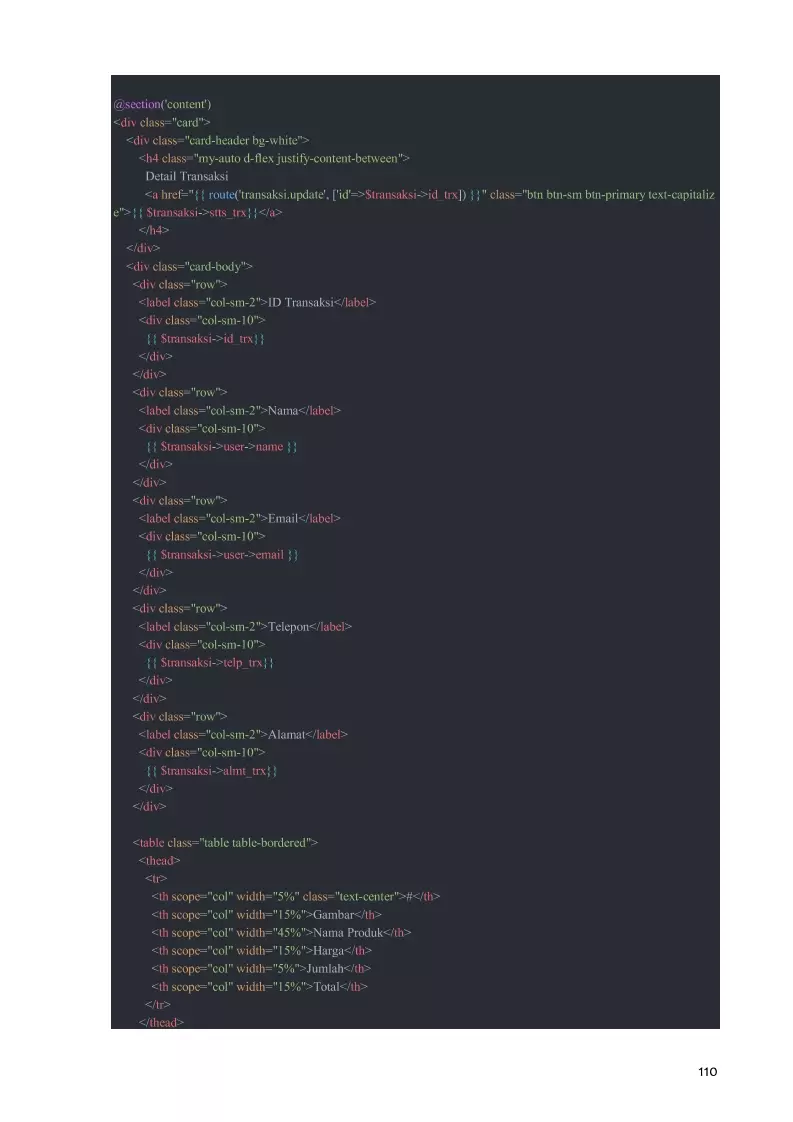 @section('content')
<div class="card">
<div class="card-header bg-white">
<h4 class="my-auto d-flex justify-content-between">
Detail Transaksi
<a href="{{ route('transaksi.update', ['id'=>$transaksi->id_trx]) }}" class="btn btn-sm btn-primary text-capitaliz
e">{{ $transaksi->stts_trx}}</a>
</h4>
</div>
<div class="card-body">
<div class="row">
<label class="col-sm-2">ID Transaksi</label>
<div class="col-sm-10">
{{ $transaksi->id_trx}}
</div>
</div>
<div class="row">
<label class="col-sm-2">Nama</label>
<div class="col-sm-10">
{{ $transaksi->user->name }}
</div>
</div>
<div class="row">
<label class="col-sm-2">Email</label>
<div class="col-sm-10">
{{ $transaksi->user->email }}
</div>
</div>
<div class="row">
<label class="col-sm-2">Telepon</label>
<div class="col-sm-10">
{{ $transaksi->telp_trx}}
</div>
</div>
<div class="row">
<label class="col-sm-2">Alamat</label>
<div class="col-sm-10">
{{ $transaksi->almt_trx}}
</div>
</div>
<table class="table table-bordered">
<thead>
<tr>
<th scope="col" width="5%" class="text-center">#</th>
<th scope="col" width="15%">Gambar</th>
<th scope="col" width="45%">Nama Produk</th>
<th scope="col" width="15%">Harga</th>
<th scope="col" width="5%">Jumlah</th>
<th scope="col" width="15%">Total</th>
</tr>
</thead>
110